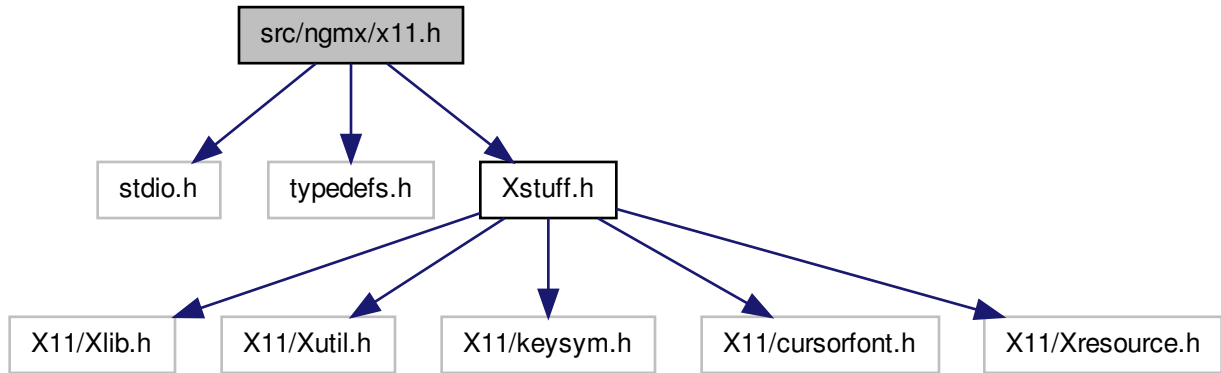 src/ngmx/x11.h
stdio.h
typedefs.h
Xstuff.h
X11/Xlib.h
X11/Xutil.h
X11/keysym.h
X11/cursorfont.h
X11/Xresource.h